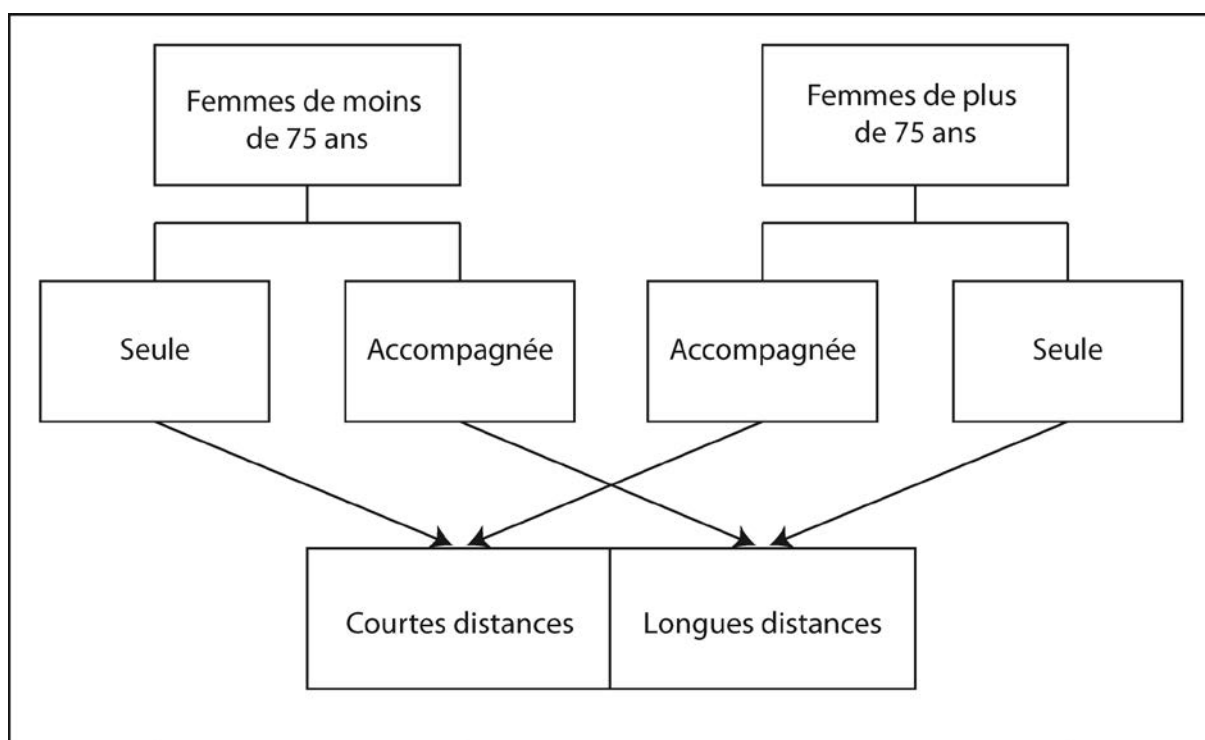 Femmes de moins
de 75 ans
Femmes de plus
de 75 ans
Seule
Accompagnée
Accompagnée
Seule
Courtes distances
Longues distances